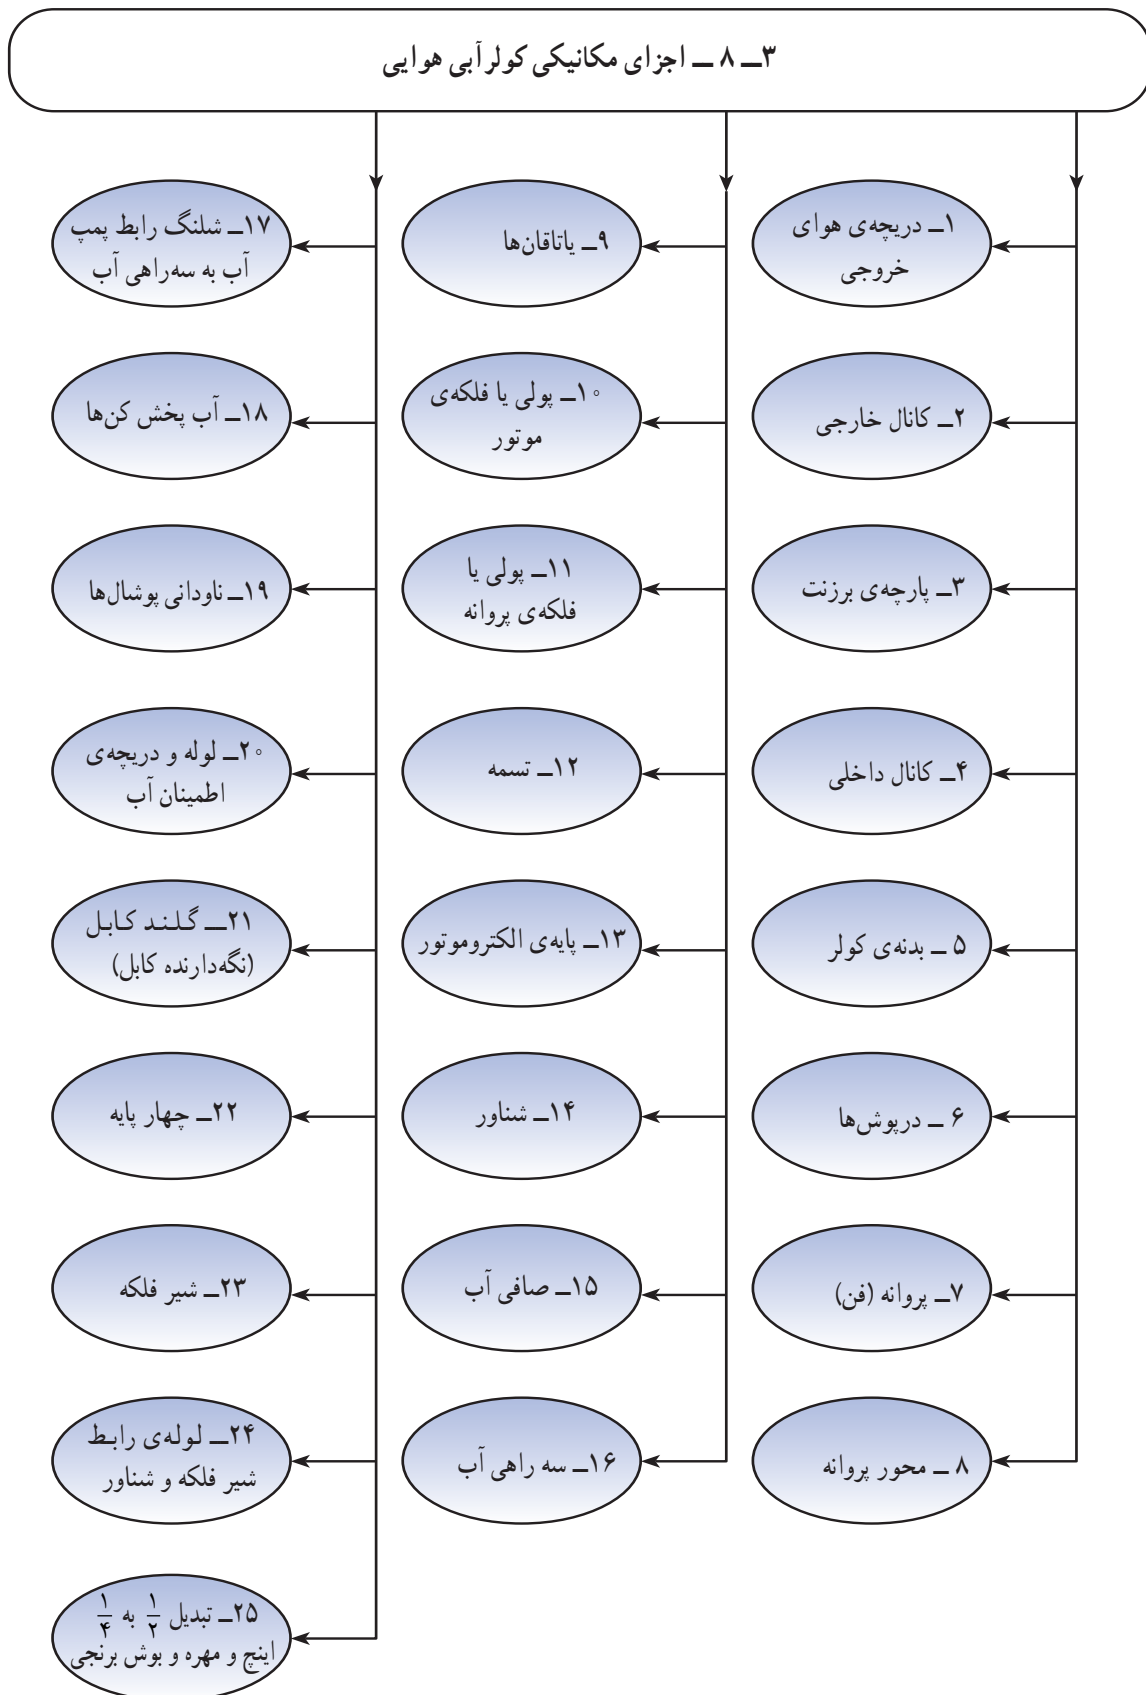 ۳ــ ۸ ــ اجزای مکانیکی کولر آبی هوایی
۱ــ دریچه‌ی هوای
خروجی
۲ــ کانال خارجی
۳ــ پارچه‌ی برزنت
۴ــ کانال داخلی
۵ ــ بدنه‌ی کولر
۶ ــ درپوش‌ها
۷ــ پروانه (فن)
۸ ــ محور پروانه
۹ــ یاتاقان‌ها
۱۰ــ پولی یا فلکه‌ی
موتور
۱۱ــ پولی یا
فلکه‌ی پروانه
۱۲ــ تسمه
۱۳ــ پایه‌ی الکتروموتور
۱۴ــ شناور
۱۵ــ صافی آب
۱۶ــ سه راهی آب
۱۷ــ شلنگ رابط پمپ
آب به سه‌راهی آب
۱۸ــ آب پخش کن‌ها
۱۹ــ ناودانی پوشال‌ها
۲۰ــ لوله و دریچه‌ی
اطمینان آب
۲۱ــ گلند کابل
(نگه‌دارنده کابل)
۲۲ــ چهار پایه
۲۳ــ شیر فلکه
۲۴ــ لوله‌ی رابط
شیر فلکه و شناور
۲۵ــ تبدیل ۱/۲ به ۱/۴
اینچ و مهره و بوش برنجی